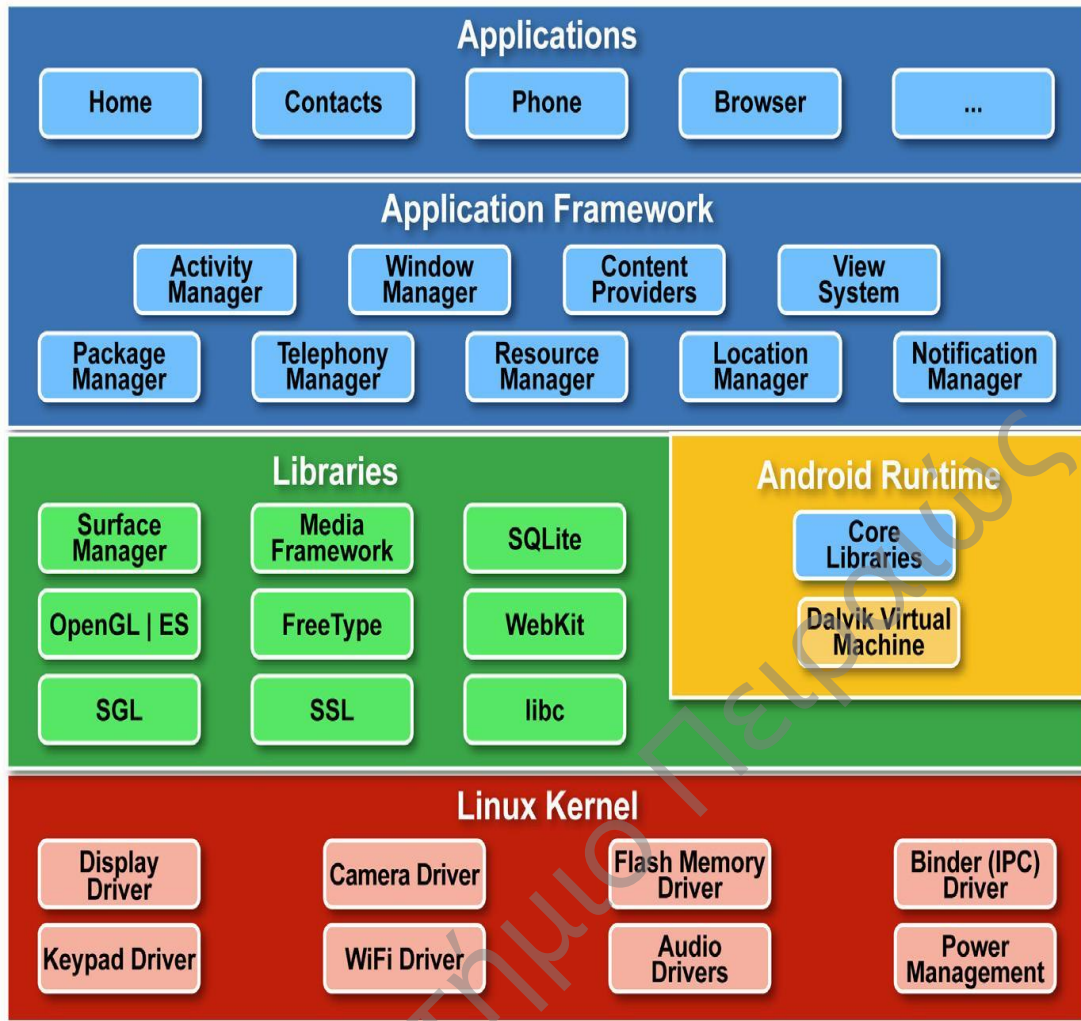 Applications
Home
Contacts
Phone
Browser
...
Application Framework
Activity
Manager
Window
Manager
Content
Providers
View
System
Package
Manager
Telephony
Manager
Resource
Manager
Location
Manager
Notification
Manager
Libraries
Surface
Manager
Media
Framework
SQLite
OpenGL | ES
FreeType
WebKit
SGL
SSL
libc
Android Runtime
Core
Libraries
Dalvik Virtual
Machine
Linux Kernel
Display
Driver
Camera Driver
Flash Memory
Driver
Binder (IPC)
Driver
Keypad Driver
WiFi Driver
Audio
Drivers
Power
Management
Πειραιώς